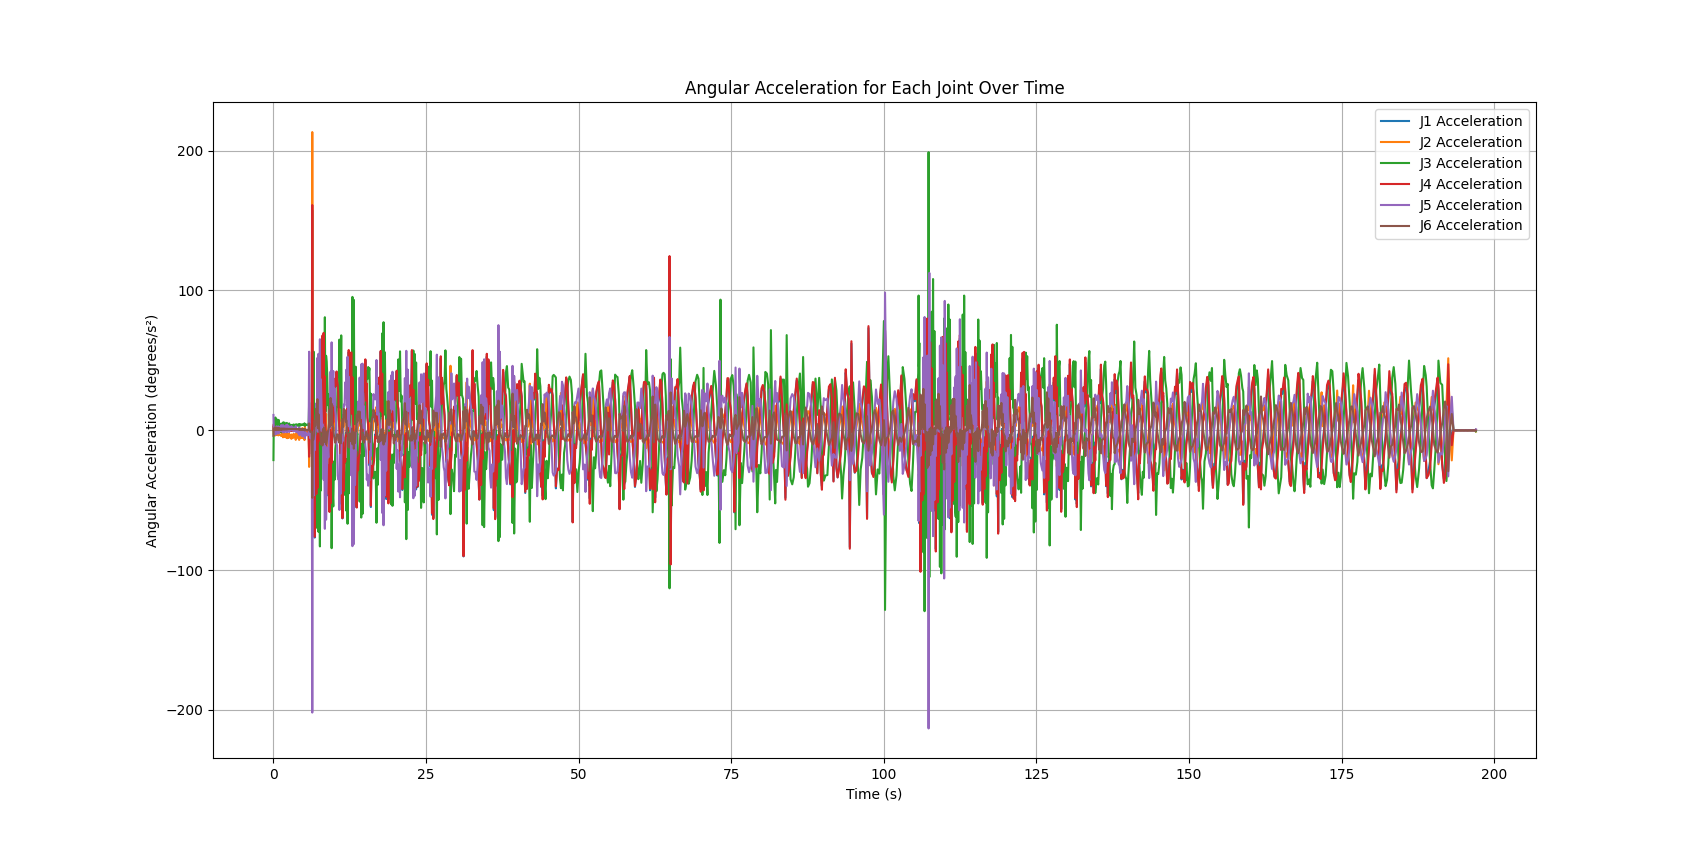 Angular Acceleration for Each Joint Over Time
J1 Acceleration
J2 Acceleration
J3 Acceleration
J4 Acceleration
J5 Acceleration
J6 Acceleration
Angular Acceleration (degrees/s²)
200
100
0
−100
−200
0 25 50 75 100 125 150 175 200
Time (s)